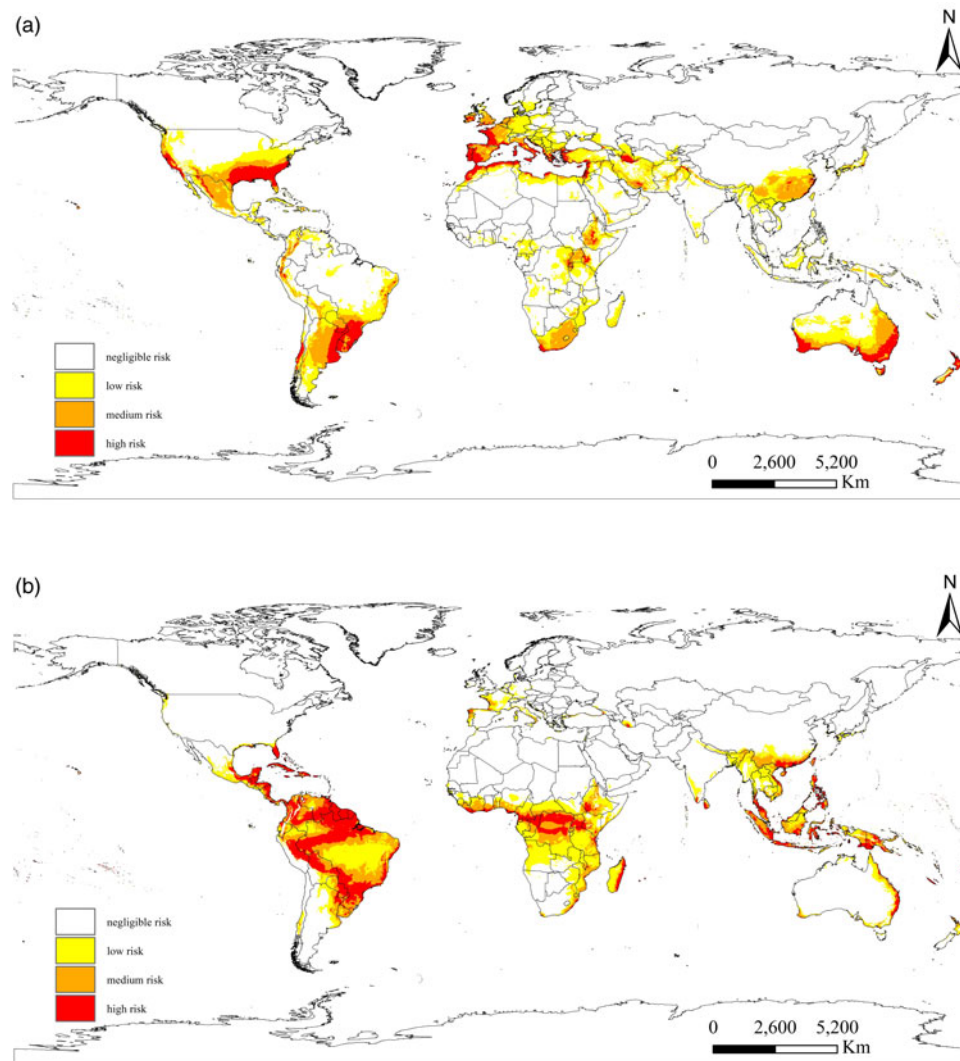 (a)
N
negligible risk
low risk
medium risk
high risk
0 2,600 5,200
Km
(b)
N
negligible risk
low risk
medium risk
high risk
0 2,600 5,200
Km